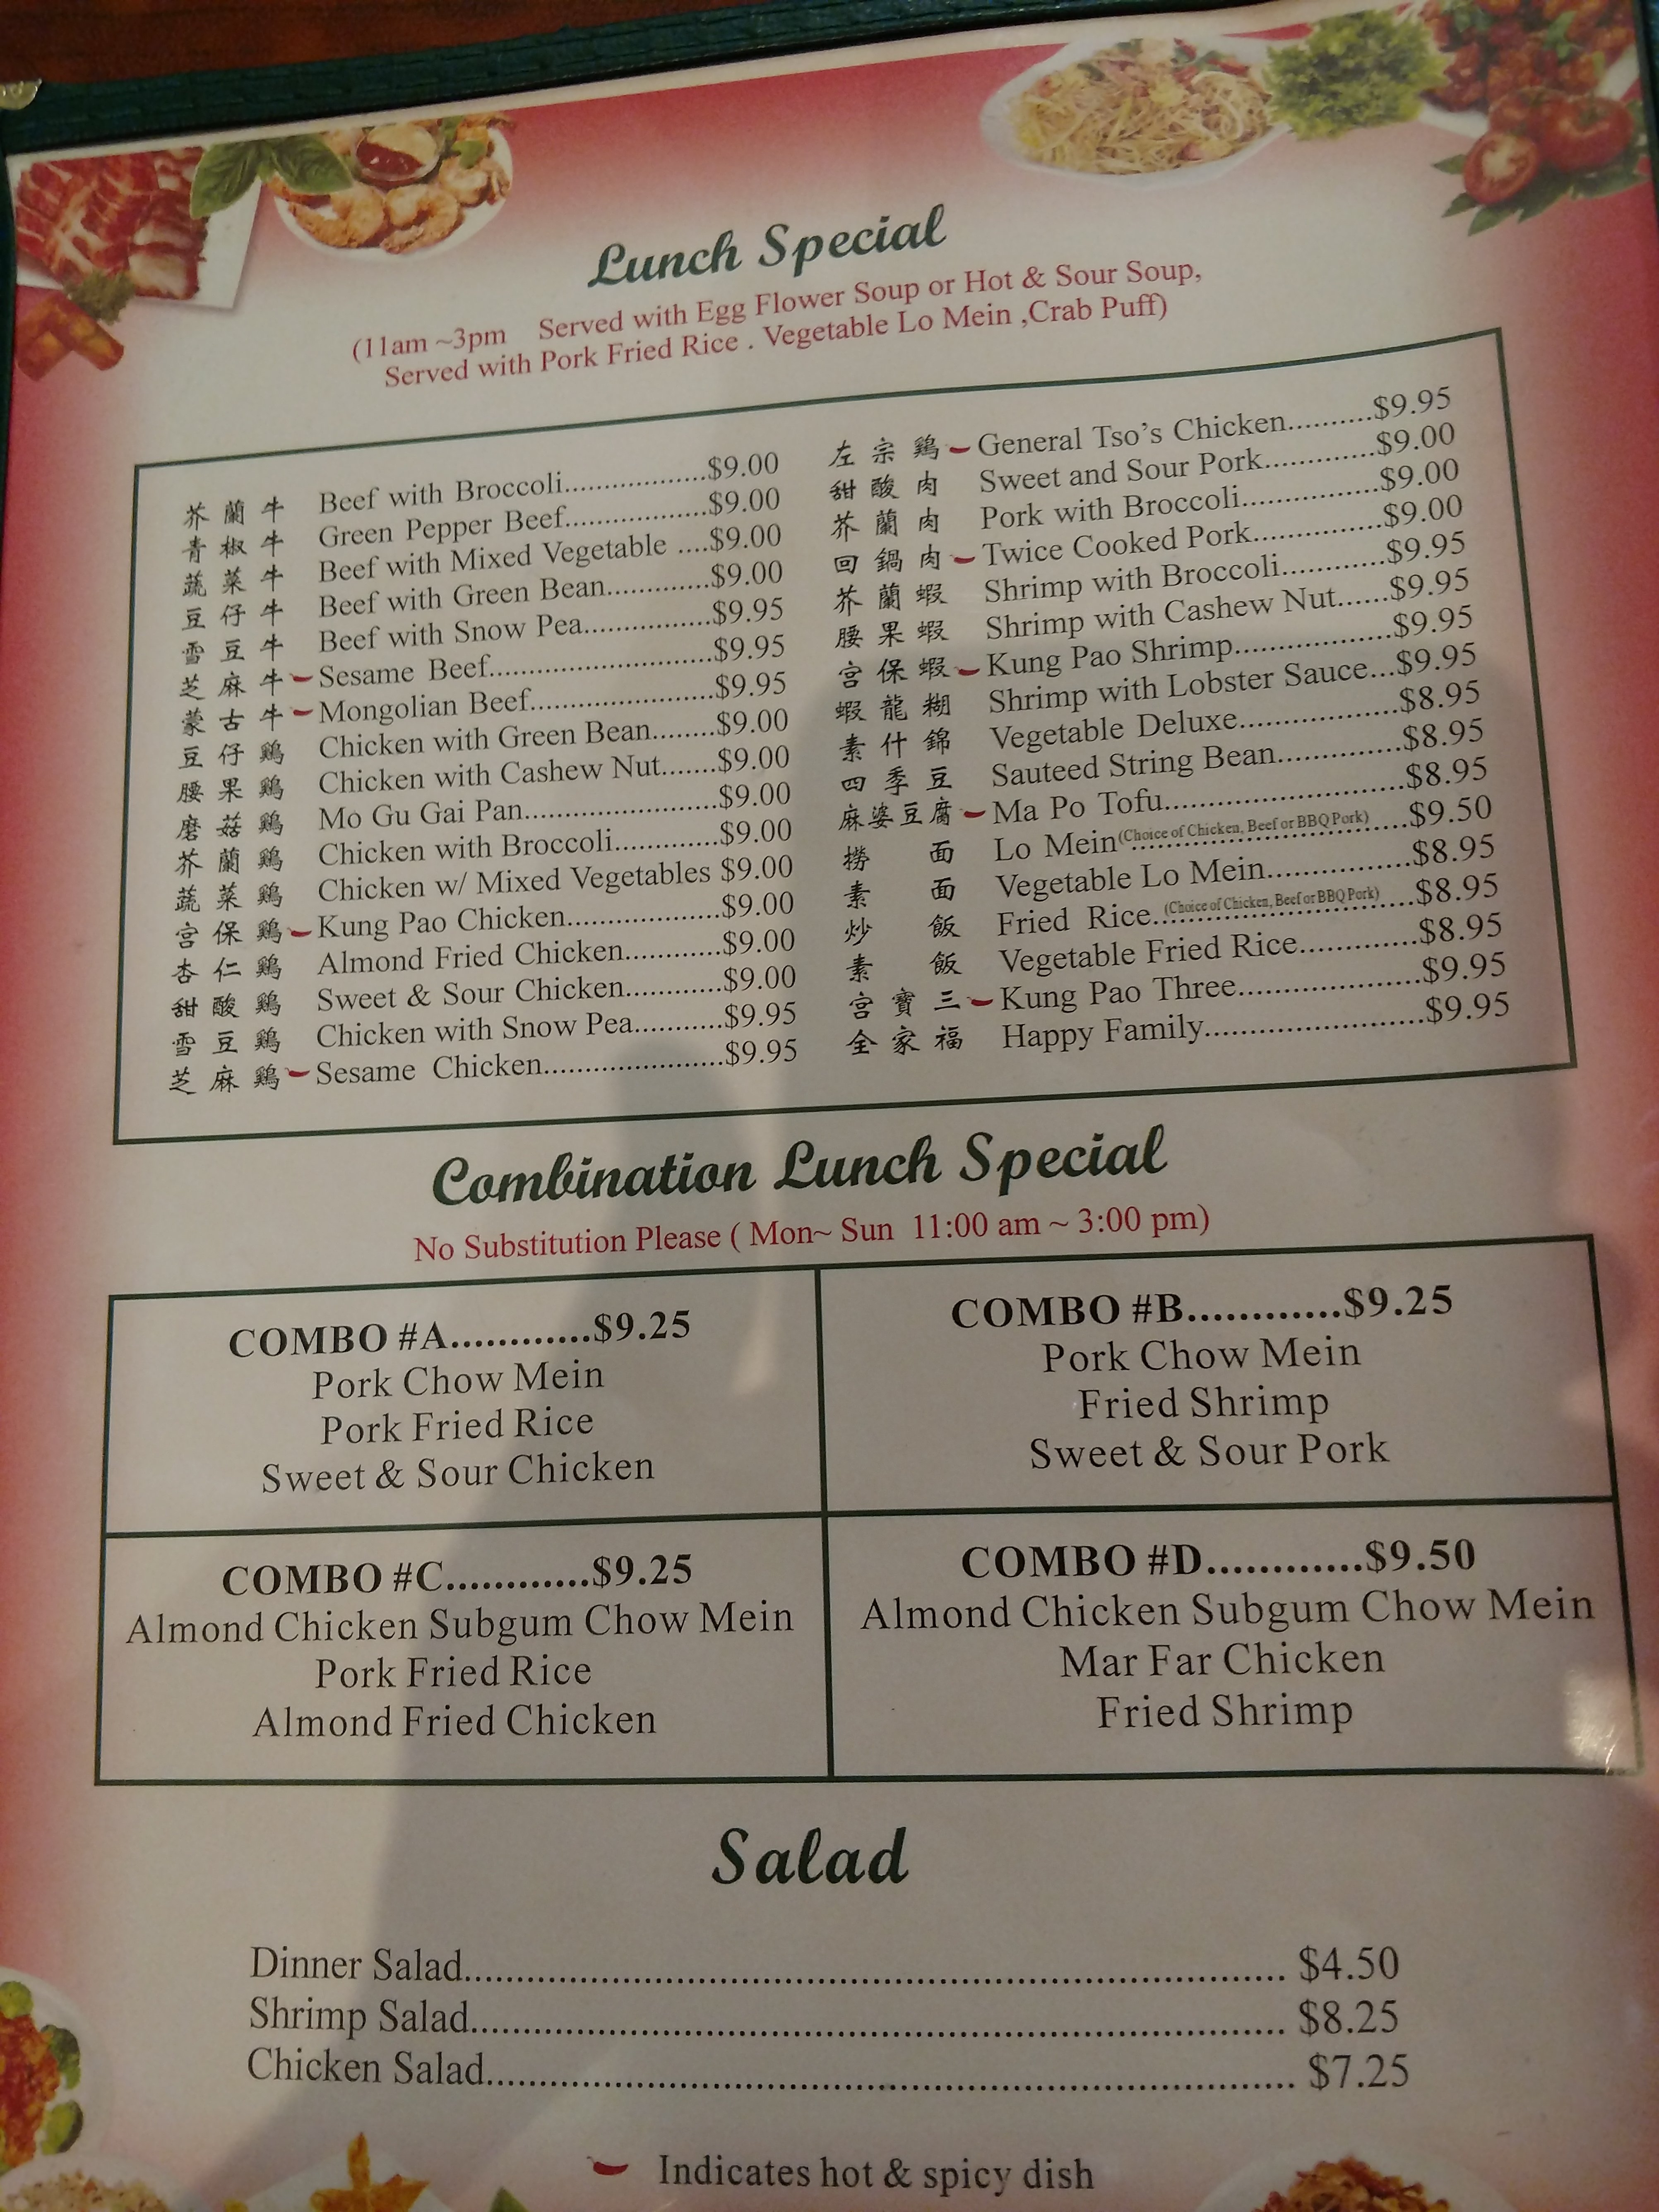 Lunch Special
(11am ~3pm Served with Egg Flower Soup or Hot & Sour Soup,
Served with Pork Fried Rice . Vegetable Lo Mein ,Crab Puff)
芥蘭牛 Beef with Broccoli..................$9.00
青椒牛 Green Pepper Beef..................$9.00
蔬菜牛 Beef with Mixed Vegetable ....$9.00
豆仔牛 Beef with Green Bean.............$9.00
雪豆牛 Beef with Snow Pea................$9.95
芝麻牛 Sesame Beef............................$9.95
蒙古牛 Mongolian Beef.......................$9.95
豆仔鷄 Chicken with Green Bean........$9.00
腰果鷄 Chicken with Cashew Nut.......$9.00
磨菇鷄 Mo Gu Gai Pan........................$9.00
芥蘭鷄 Chicken with Broccoli.............$9.00
蔬菜鷄 Chicken w/ Mixed Vegetables $9.00
宮保鷄 Kung Pao Chicken...................$9.00
杏仁鷄 Almond Fried Chicken............$9.00
甜酸鷄 Sweet & Sour Chicken............$9.00
雪豆鷄 Chicken with Snow Pea...........$9.95
芝麻鷄 Sesame Chicken.......................$9.95
左宗鷄 General Tso's Chicken..........$9.95
甜酸肉 Sweet and Sour Pork.............$9.00
芥蘭肉 Pork with Broccoli................$9.00
回鍋肉 Twice Cooked Pork...............$9.00
芥蘭蝦 Shrimp with Broccoli............$9.95
腰果蝦 Shrimp with Cashew Nut......$9.95
宮保蝦 Kung Pao Shrimp...................$9.95
蝦龍糊 Shrimp with Lobster Sauce...$9.95
素什錦 Vegetable Deluxe...................$8.95
四季豆 Sauteed String Bean..............$8.95
麻婆豆腐 Ma Po Tofu............................$8.95
撈面 Lo Mein(Choice of Chicken, Beef or BBQ Pork)....$9.50
素面 Vegetable Lo Mein.................$8.95
炒飯 Fried Rice..(Choice of Chicken, Beef or BBQ Pork)....$8.95
素飯 Vegetable Fried Rice.............$8.95
宮寶三 Kung Pao Three.....................$9.95
全家福 Happy Family..........................$9.95
Combination Lunch Special
No Substitution Please ( Mon~ Sun 11:00 am ~ 3:00 pm)
COMBO #A............$9.25
Pork Chow Mein
Pork Fried Rice
Sweet & Sour Chicken
COMBO #B............$9.25
Pork Chow Mein
Fried Shrimp
Sweet & Sour Pork
COMBO #C............$9.25
Almond Chicken Subgum Chow Mein
Pork Fried Rice
Almond Fried Chicken
COMBO #D............$9.50
Almond Chicken Subgum Chow Mein
Mar Far Chicken
Fried Shrimp
Salad
Dinner Salad.............................................................................. $4.50
Shrimp Salad............................................................................. $8.25
Chicken Salad............................................................................ $7.25
Indicates hot & spicy dish